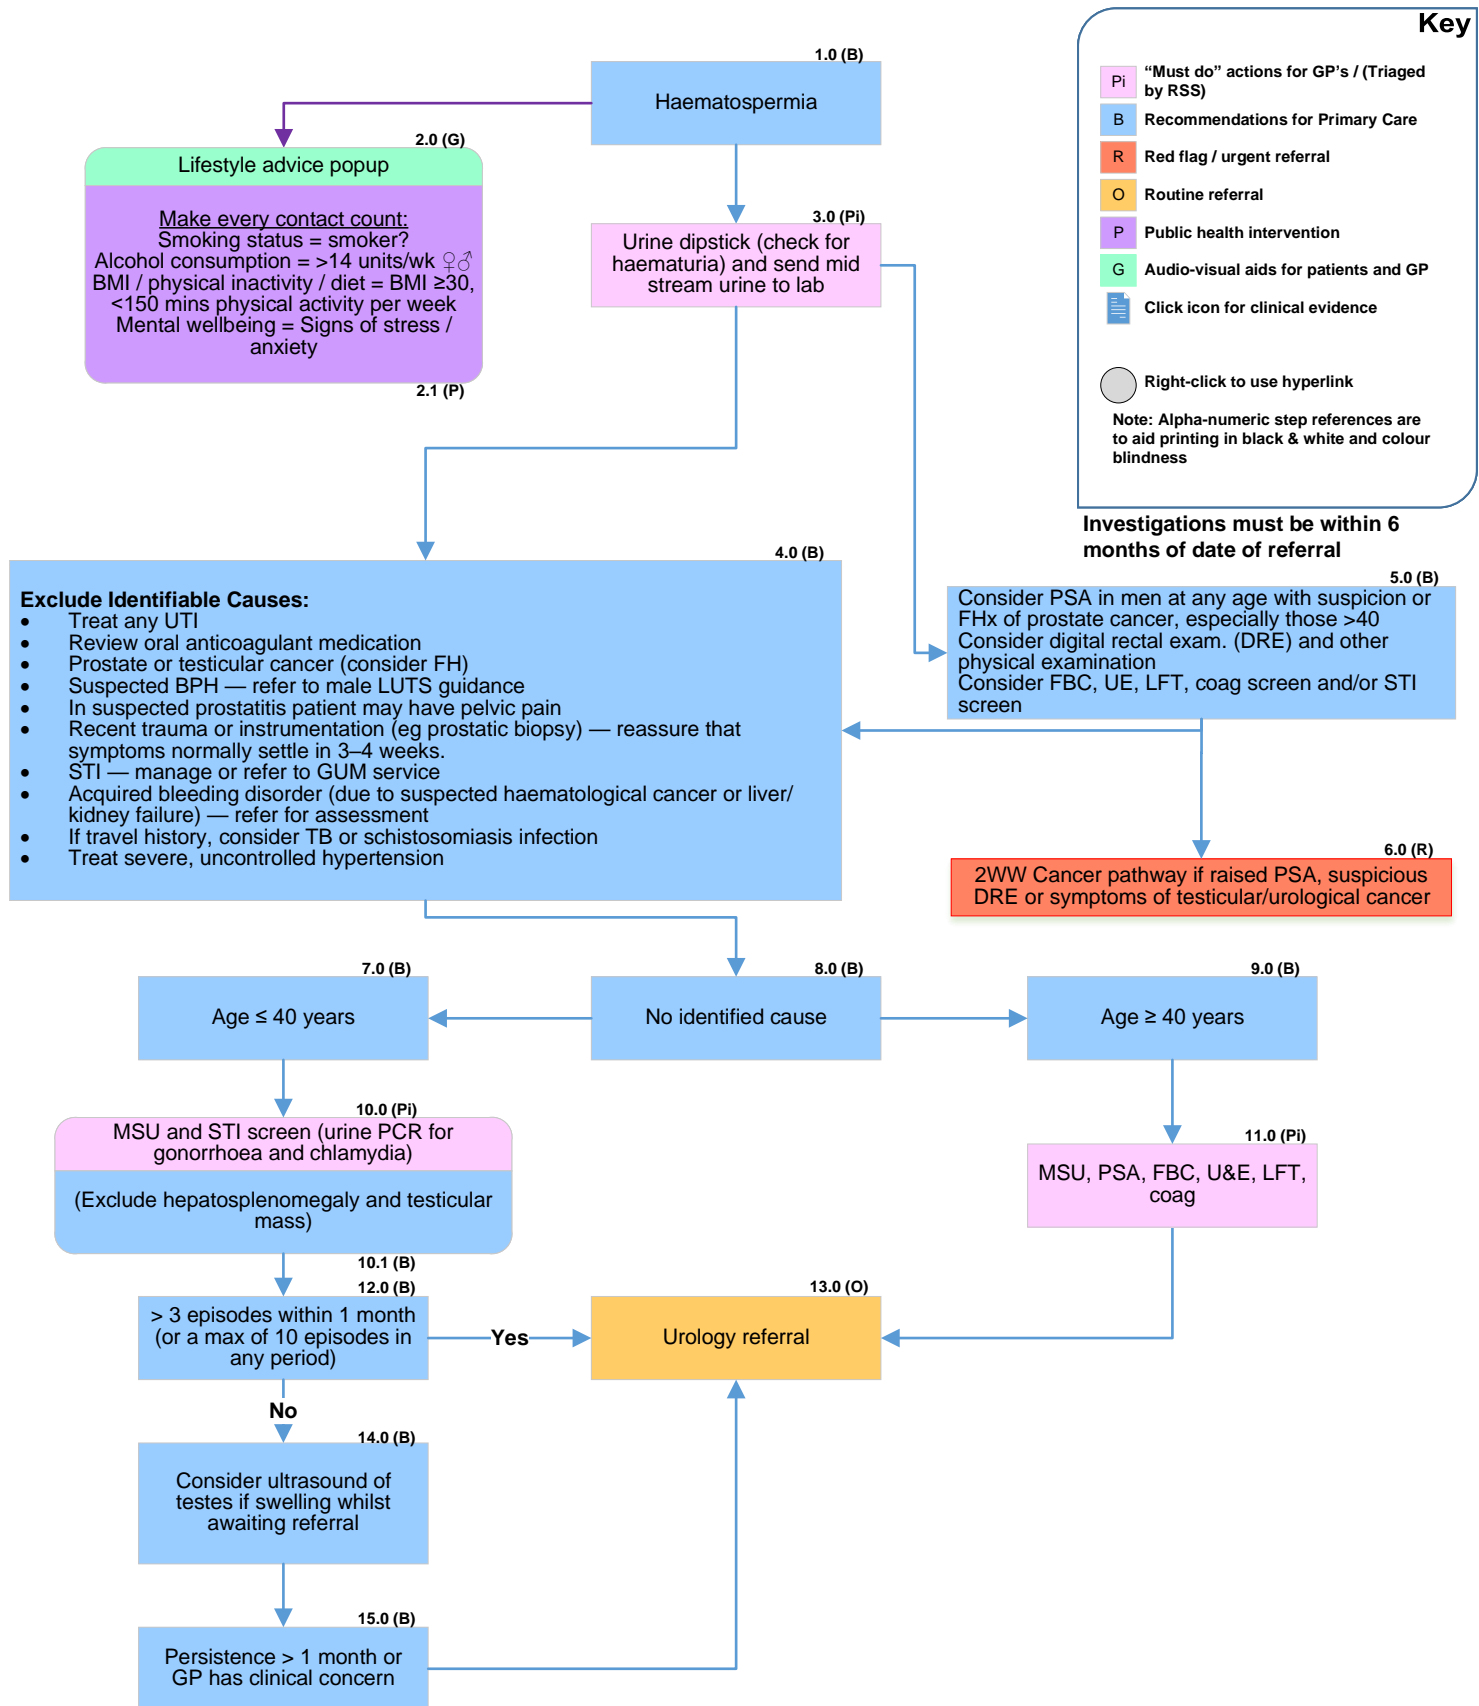 Key
Pi
"Must do" actions for GP's / (Triaged
by RSS)
B
Recommendations for Primary Care
R
Red flag / urgent referral
O
Routine referral
P
Public health intervention
G
Audio-visual aids for patients and GP
Click icon for clinical evidence
Right-click to use hyperlink
Note: Alpha-numeric step references are
to aid printing in black & white and colour
blindness
Investigations must be within 6
months of date of referral
1.0 (B)
Haematospermia
2.0 (G)
Lifestyle advice popup
Make every contact count:
Smoking status = smoker?
Alcohol consumption = >14 units/wk ♀♂
BMI / physical inactivity / diet = BMI ≥30,
<150 mins physical activity per week
Mental wellbeing = Signs of stress /
anxiety
2.1 (P)
3.0 (Pi)
Urine dipstick (check for
haematuria) and send mid
stream urine to lab
4.0 (B)
Exclude Identifiable Causes:
• Treat any UTI
• Review oral anticoagulant medication
• Prostate or testicular cancer (consider FH)
• Suspected BPH — refer to male LUTS guidance
• In suspected prostatitis patient may have pelvic pain
• Recent trauma or instrumentation (eg prostatic biopsy) — reassure that
symptoms normally settle in 3–4 weeks.
• STI — manage or refer to GUM service
• Acquired bleeding disorder (due to suspected haematological cancer or liver/
kidney failure) — refer for assessment
• If travel history, consider TB or schistosomiasis infection
• Treat severe, uncontrolled hypertension
5.0 (B)
Consider PSA in men at any age with suspicion or
FHx of prostate cancer, especially those >40
Consider digital rectal exam. (DRE) and other
physical examination
Consider FBC, UE, LFT, coag screen and/or STI
screen
6.0 (R)
2WW Cancer pathway if raised PSA, suspicious
DRE or symptoms of testicular/urological cancer
7.0 (B)
Age ≤ 40 years
8.0 (B)
No identified cause
9.0 (B)
Age ≥ 40 years
10.0 (Pi)
MSU and STI screen (urine PCR for
gonorrhoea and chlamydia)
(Exclude hepatosplenomegaly and testicular
mass)
10.1 (B)
11.0 (Pi)
MSU, PSA, FBC, U&E, LFT,
coag
12.0 (B)
> 3 episodes within 1 month
(or a max of 10 episodes in
any period)
Yes
13.0 (O)
Urology referral
No
14.0 (B)
Consider ultrasound of
testes if swelling whilst
awaiting referral
15.0 (B)
Persistence > 1 month or
GP has clinical concern